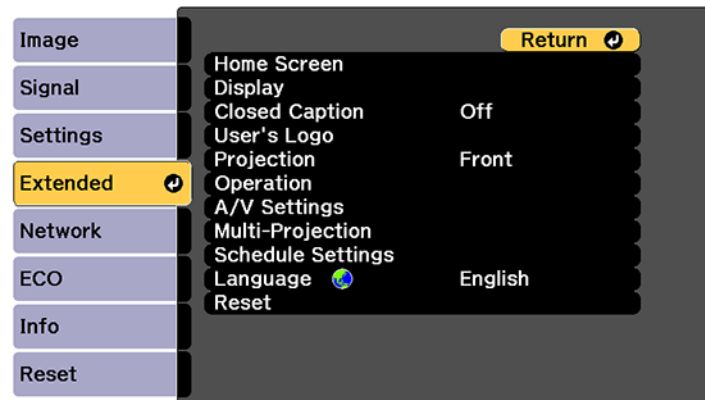 Image
Signal
Settings
Extended
Network
ECO
Info
Reset
Return
Home Screen
Display
Closed Caption Off
User's Logo
Projection Front
Operation
A/V Settings
Multi-Projection
Schedule Settings
Language English
Reset